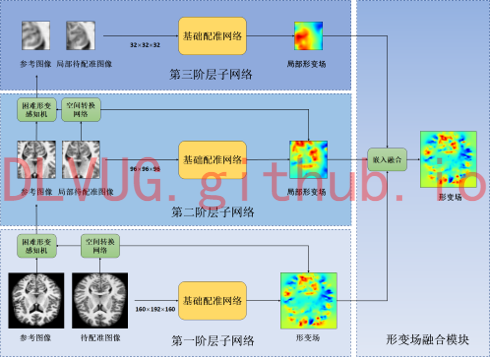 参考图像
局部待配准图像
32×32×32
基础配准网络
局部形变场
第三阶层子网络
困难形变
感知机
空间转换
网络
参考图像
局部待配准图像
96×96×96
基础配准网络
局部形变场
第二阶层子网络
嵌入融合
形变场
DLVUG.github.io
困难形变
感知机
空间转换
网络
参考图像
待配准图像
160×192×160
基础配准网络
形变场
第一阶层子网络
形变场融合模块